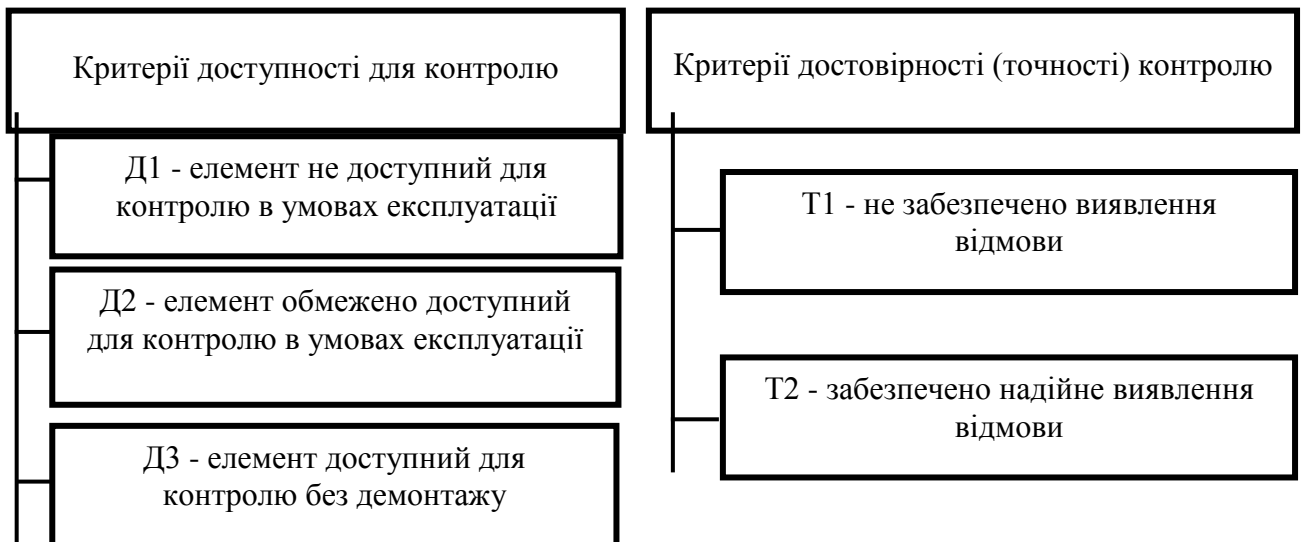 Критерії доступності для контролю
Д1 - елемент не доступний для
контролю в умовах експлуатації
Д2 - елемент обмежено доступний
для контролю в умовах експлуатації
Д3 - елемент доступний для
контролю без демонтажу
Критерії достовірності (точності) контролю
Т1 - не забезпечено виявлення
відмови
Т2 - забезпечено надійне виявлення
відмови